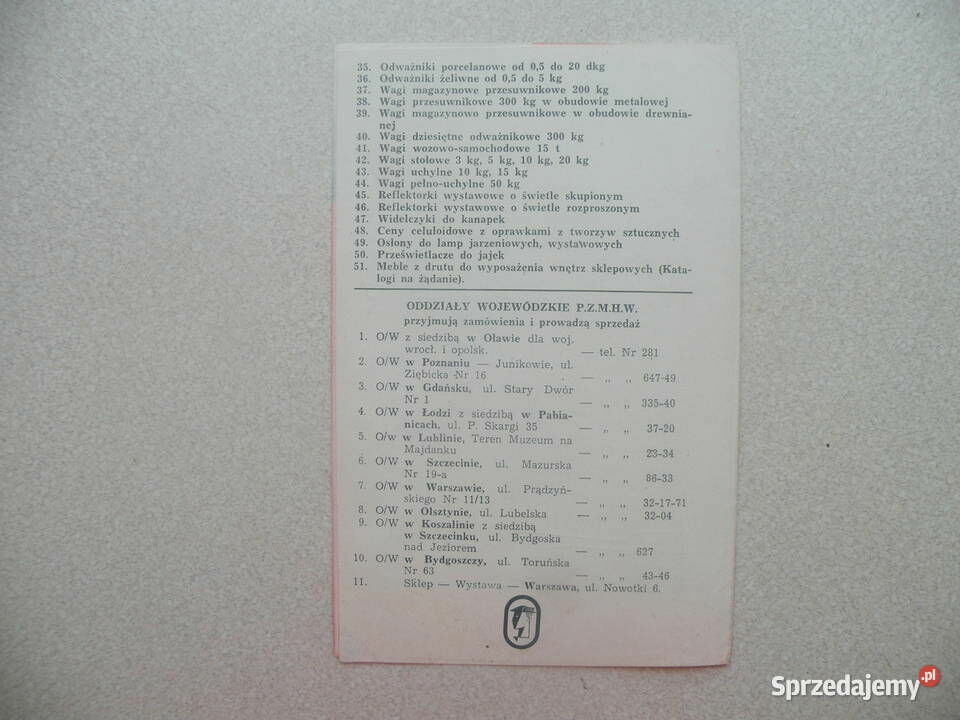 35. Odważniki porcelanowe od 0,5 do 20 dkg
36. Odważniki żeliwne od 0,5 do 5 kg
37. Wagi magazynowe przesuwnikowe 200 kg
38. Wagi przesuwnikowe 300 kg w obudowie metalowej
39. Wagi magazynowo przesuwnikowe w obudowie drewnia-
nej
40. Wagi dziesiętne odważnikowe 300 kg
41. Wagi wozowo-samochodowe 15 t
42. Wagi stołowe 3 kg, 5 kg, 10 kg, 20 kg
43. Wagi uchylne 10 kg, 15 kg
44. Wagi pełno-uchylne 50 kg
45. Reflektorki wystawowe o świetle skupionym
46. Reflektorki wystawowe o świetle rozproszonym
47. Widelczyki do kanapek
48. Ceny celuloidowe z oprawkami z tworzyw sztucznych
49. Osłony do lamp jarzeniowych, wystawowych
50. Prześwietlacze do jajek
51. Meble z drutu do wyposażenia wnętrz sklepowych (Kata-
logi na żądanie).
ODDZIAŁY WOJEWÓDZKIE P.Z.M.H.W.
przyjmują zamówienia i prowadzą sprzedaż
1. O/W z siedzibą w Oławie dla woj.
wrocł. i opolsk. — tel. Nr 281
2. O/W w Poznaniu — Junikowie, ul.
Ziębicka Nr 16 — „ „ 647-49
3. O/W w Gdańsku, ul. Stary Dwór
Nr 1 — „ „ 335-40
4. O/W w Łodzi z siedzibą w Pabia-
nicach, ul. P. Skargi 35 — „ „ 37-20
5. O/w w Lublinie, Teren Muzeum na
Majdanku — „ „ 23-34
6. O/W w Szczecinie, ul. Mazurska
Nr 19-a — „ „ 86-33
7. O/W w Warszawie, ul. Prądzyń-
skiego Nr 11/13 — „ „ 32-17-71
8. O/W w Olsztynie, ul. Lubelska — „ „ 32-04
9. O/W w Koszalinie z siedzibą
w Szczecinku, ul. Bydgoska
nad Jeziorem — „ „ 627
10. O/W w Bydgoszczy, ul. Toruńska
Nr 63 — „ „ 43-46
11. Sklep — Wystawa — Warszawa, ul. Nowotki 6.
Sprzedajemy.pl